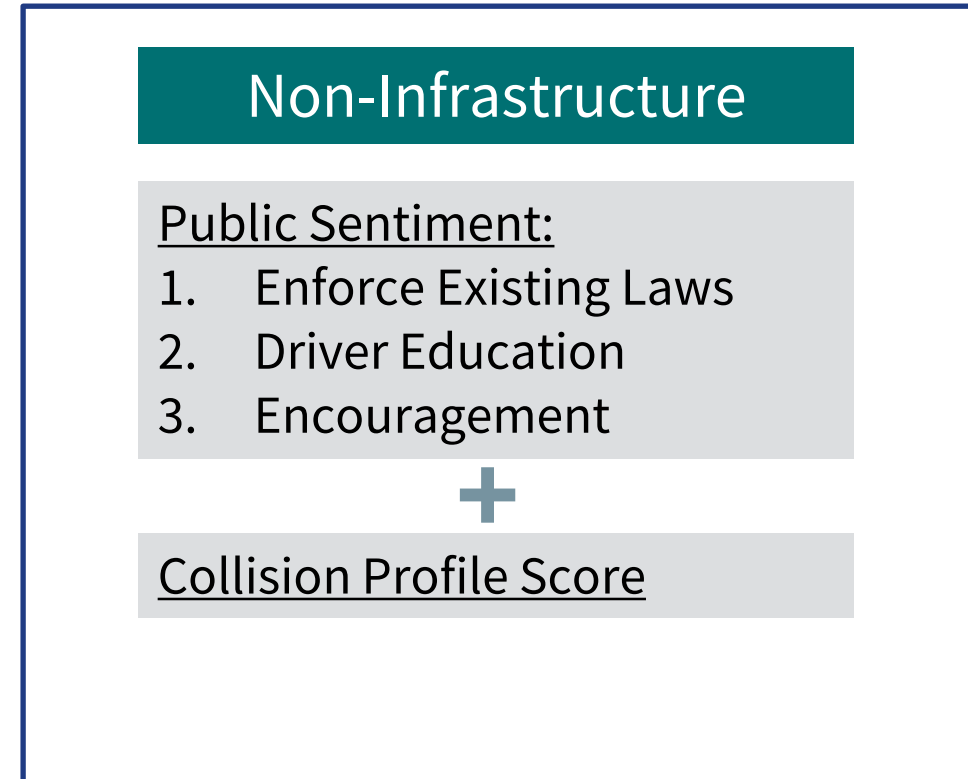 Non-Infrastructure
Public Sentiment:
1. Enforce Existing Laws
2. Driver Education
3. Encouragement
+
Collision Profile Score